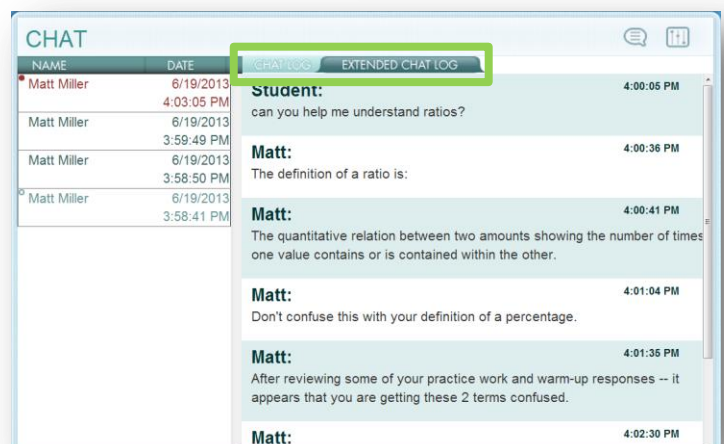 CHAT
NAME DATE CHAT LOG EXTENDED CHAT LOG
Matt Miller 6/19/2013
4:03:05 PM
Matt Miller 6/19/2013
3:59:49 PM
Matt Miller 6/19/2013
3:58:50 PM
Matt Miller 6/19/2013
3:58:41 PM
Student: 4:00:05 PM
can you help me understand ratios?
Matt: 4:00:36 PM
The definition of a ratio is:
Matt: 4:00:41 PM
The quantitative relation between two amounts showing the number of times
one value contains or is contained within the other.
Matt: 4:01:04 PM
Don't confuse this with your definition of a percentage.
Matt: 4:01:35 PM
After reviewing some of your practice work and warm-up responses -- it
appears that you are getting these 2 terms confused.
Matt: 4:02:30 PM